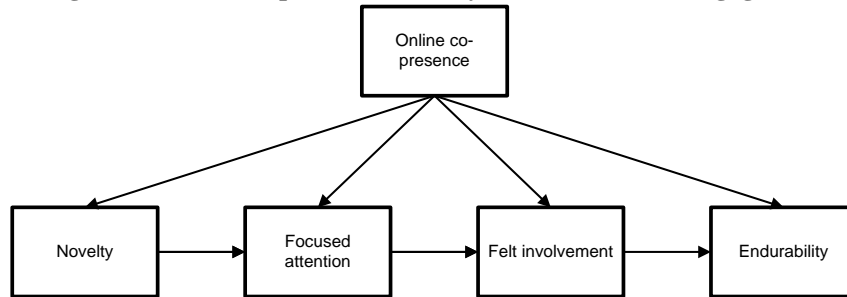 Online co-
presence
Novelty
Focused
attention
Felt involvement
Endurability